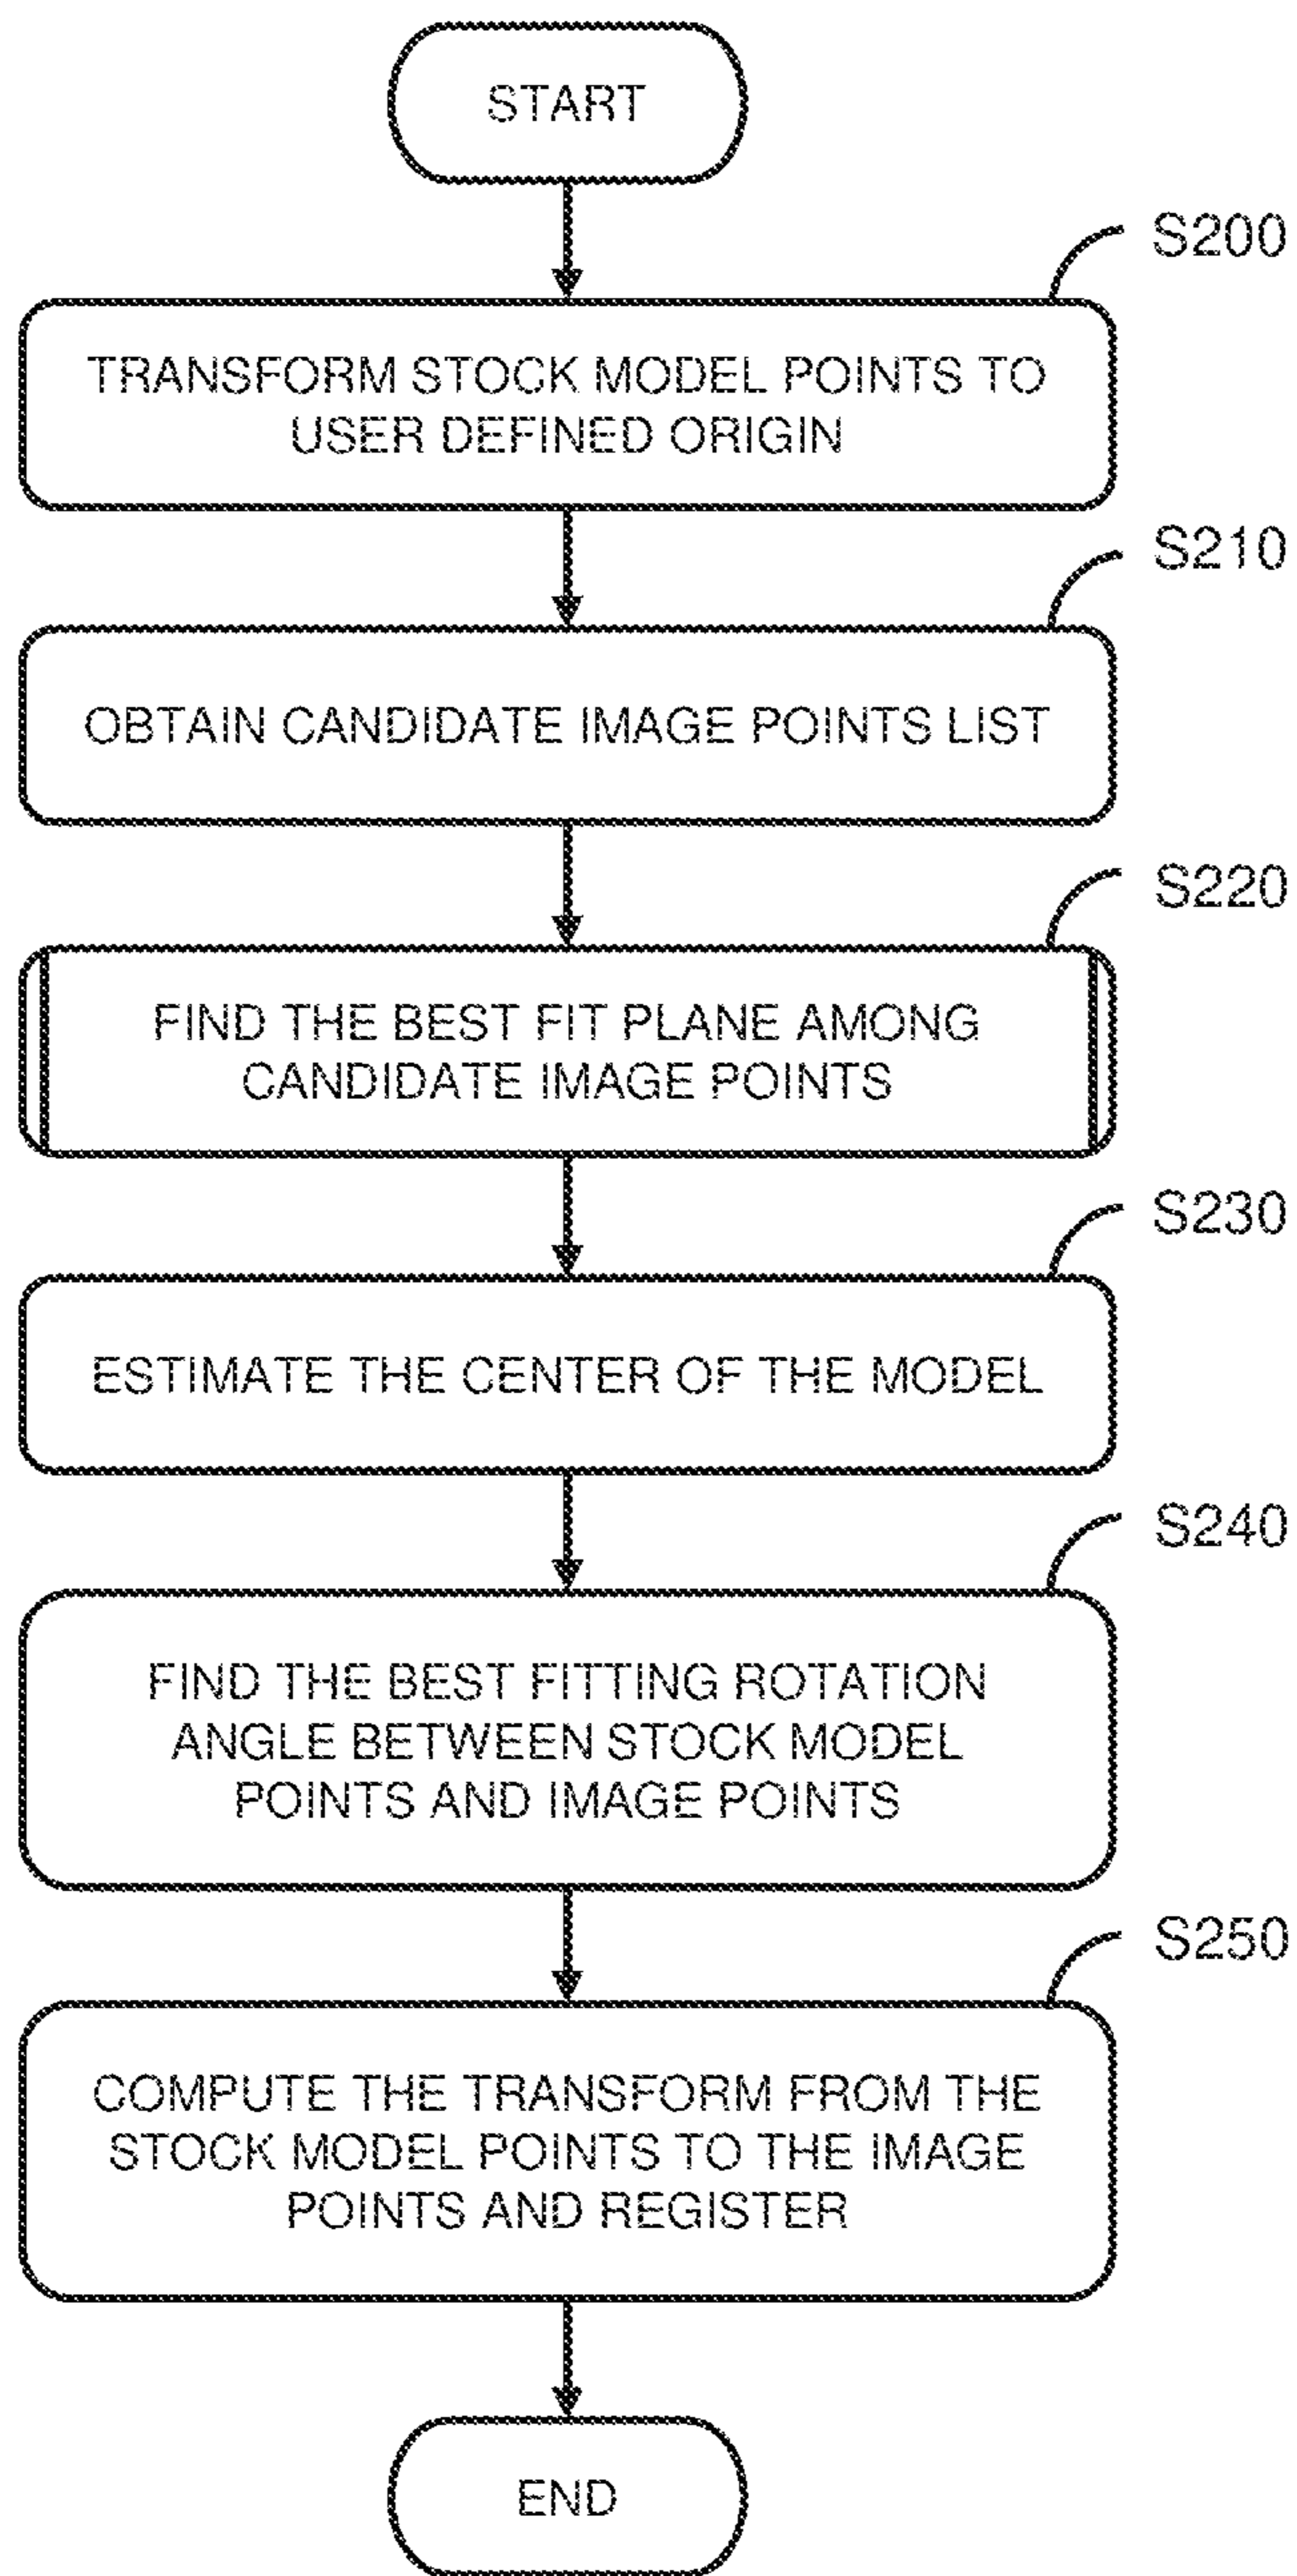 START
S200
TRANSFORM STOCK MODEL POINTS TO
USER DEFINED ORIGIN
S210
OBTAIN CANDIDATE IMAGE POINTS LIST
S220
FIND THE BEST FIT PLANE AMONG
CANDIDATE IMAGE POINTS
S230
ESTIMATE THE CENTER OF THE MODEL
S240
FIND THE BEST FITTING ROTATION
ANGLE BETWEEN STOCK MODEL
POINTS AND IMAGE POINTS
S250
COMPUTE THE TRANSFORM FROM THE
STOCK MODEL POINTS TO THE IMAGE
POINTS AND REGISTER
END